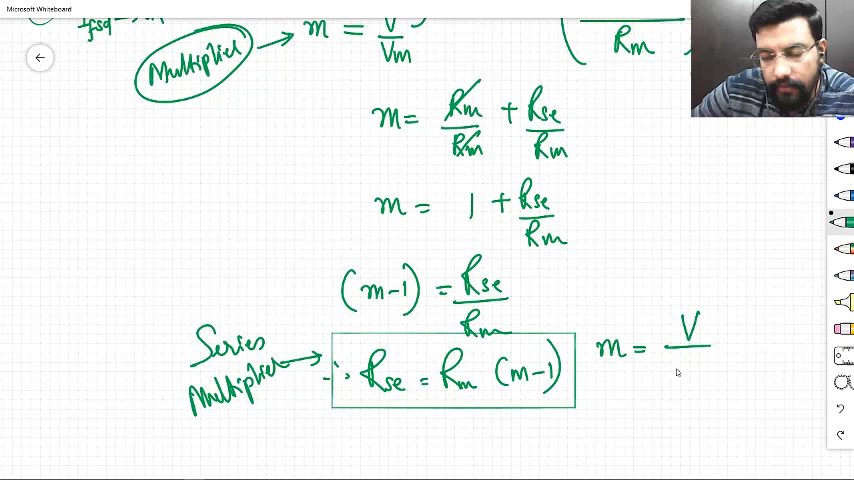 Microsoft Whiteboard
Multiplier → m = V/Vm
Rm
m = Rm/Rm + Rse/Rm
m = 1 + Rse/Rm
(m-1) = Rse/Rm
Series Multiplier → ∴ Rse = Rm (m-1)
m = V